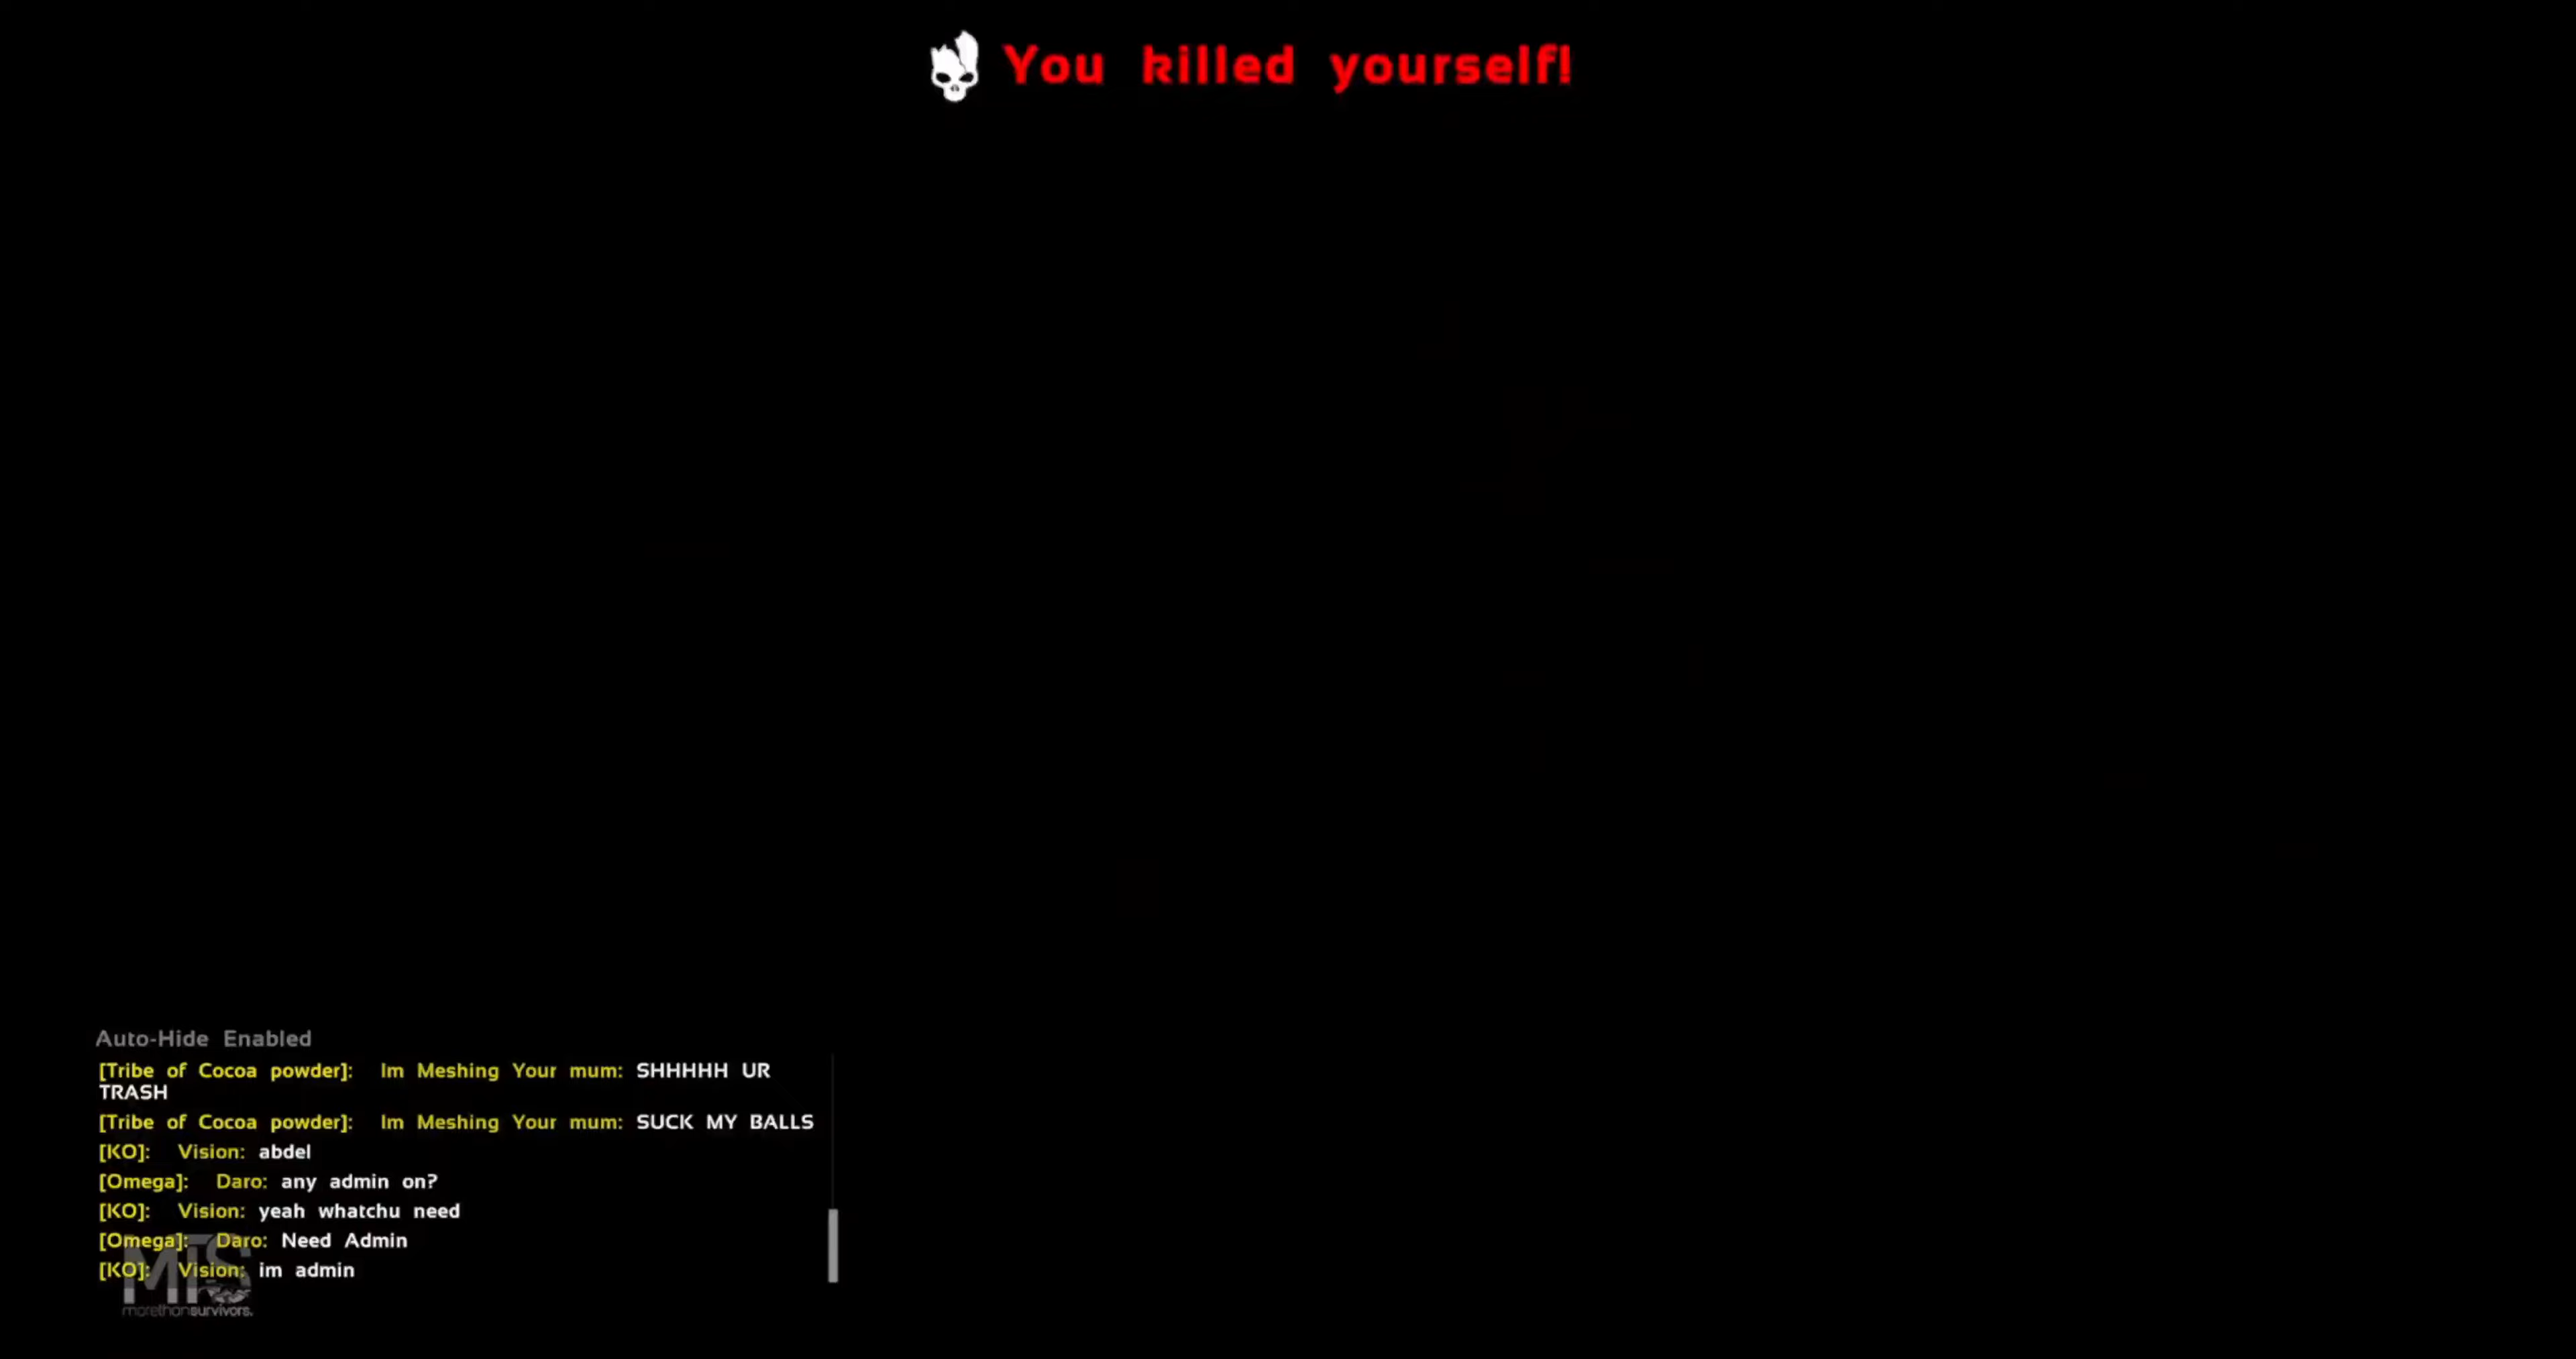 You killed yourself!
Auto-Hide Enabled
[Tribe of Cocoa powder]: Im Meshing Your mum: SHHHHH UR
TRASH
[Tribe of Cocoa powder]: Im Meshing Your mum: SUCK MY BALLS
[KO]: Vision: abdel
[Omega]: Daro: any admin on?
[KO]: Vision: yeah whatchu need
[Omega]: Daro: Need Admin
[KO]: Vision: im admin
MTS
morethansurvivors.